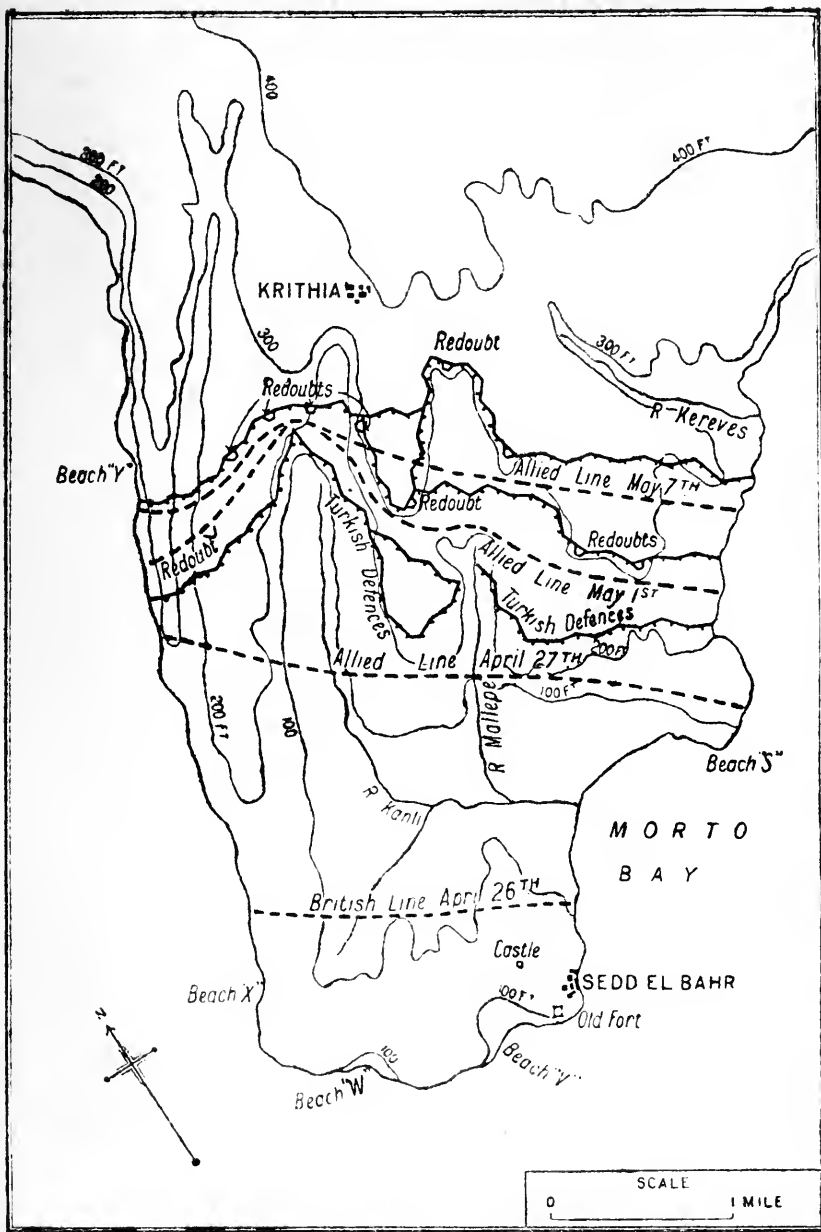 400
300 FT
200
400 FT
KRITHIA
300
300 FT
Redoubt
Redoubts
R-Kereves
Beach "Y"
Allied Line May 7TH
Redoubt
Turkish Defences
Redoubts
Redoubt
Allied Line May 1ST
Turkish Defences
Allied Line April 27TH
200 FT
100 FT
200 FT
100
R Mallepe
Beach "S"
R Kanli
MORTO
BAY
British Line April 26TH
Castle
SEDD EL BAHR
Beach "X"
100 FT
Old Fort
N
100
Beach "W"
Beach "V"
SCALE
0 1 MILE